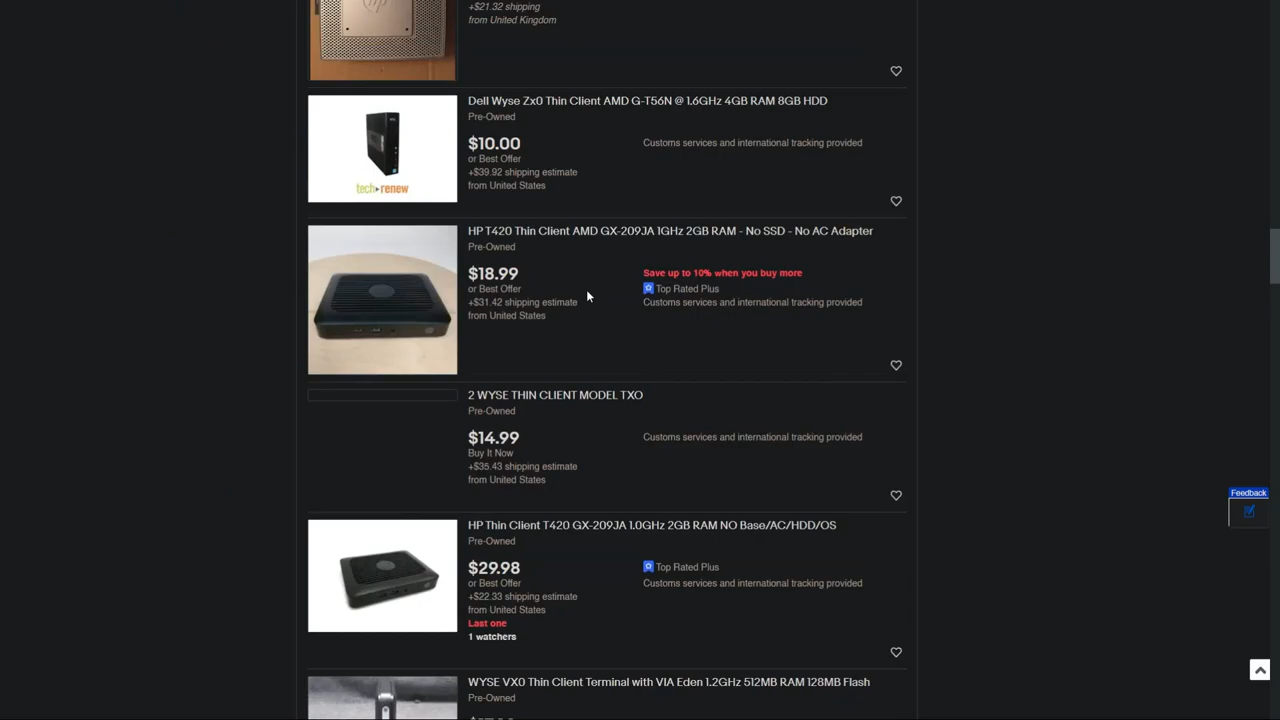 +$21.32 shipping
from United Kingdom
Dell Wyse Zx0 Thin Client AMD G-T56N @ 1.6GHz 4GB RAM 8GB HDD
Pre-Owned
$10.00
Customs services and international tracking provided
or Best Offer
+$39.92 shipping estimate
from United States
tech renew
HP T420 Thin Client AMD GX-209JA 1GHz 2GB RAM - No SSD - No AC Adapter
Pre-Owned
$18.99
Save up to 10% when you buy more
or Best Offer
Top Rated Plus
+$31.42 shipping estimate
Customs services and international tracking provided
from United States
2 WYSE THIN CLIENT MODEL TXO
Pre-Owned
$14.99
Customs services and international tracking provided
Buy It Now
+$35.43 shipping estimate
from United States
Feedback
HP Thin Client T420 GX-209JA 1.0GHz 2GB RAM NO Base/AC/HDD/OS
Pre-Owned
$29.98
Top Rated Plus
or Best Offer
Customs services and international tracking provided
+$22.33 shipping estimate
from United States
Last one
1 watchers
WYSE VX0 Thin Client Terminal with VIA Eden 1.2GHz 512MB RAM 128MB Flash
Pre-Owned